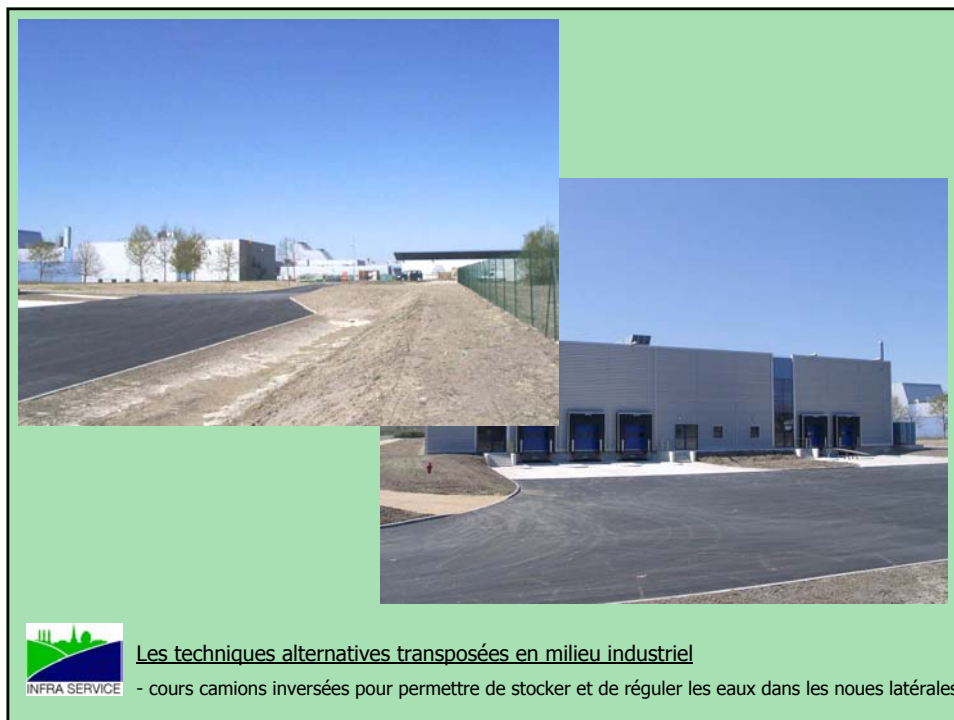 Les techniques alternatives transposées en milieu industriel
INFRA SERVICE
- cours camions inversées pour permettre de stocker et de réguler les eaux dans les noues latérales